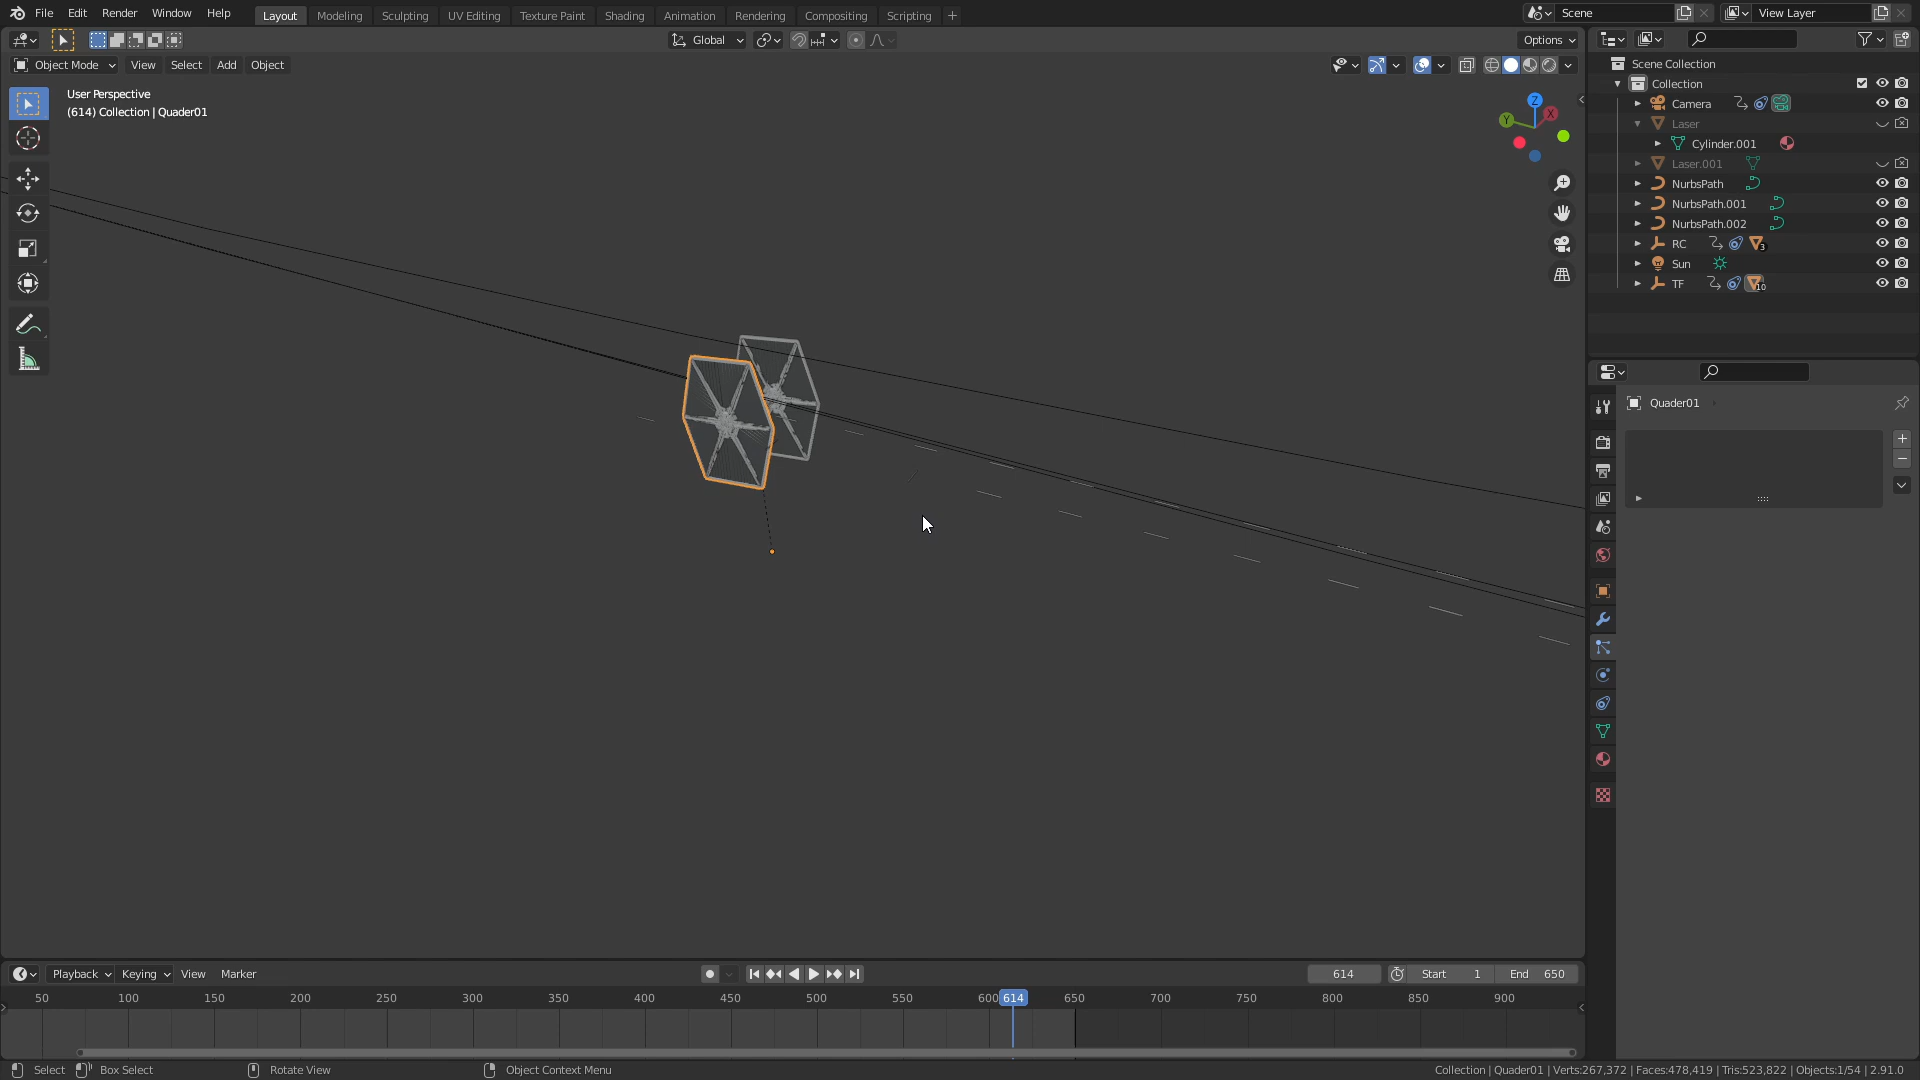 File Edit Render Window Help Layout Modeling Sculpting UV Editing Texture Paint Shading Animation Rendering Compositing Scripting + Scene View Layer
Global Options
Object Mode View Select Add Object
User Perspective
(614) Collection | Quader01
Z
X
Y
Scene Collection
Collection
Camera
Laser
Cylinder.001
Laser.001
NurbsPath
NurbsPath.001
NurbsPath.002
RC 3
Sun
TF 10
Quader01
Playback Keying View Marker 614 Start 1 End 650
50 100 150 200 250 300 350 400 450 500 550 600 614 650 700 750 800 850 900
Select Box Select Rotate View Object Context Menu Collection | Quader01 | Verts:267,372 | Faces:478,419 | Tris:523,822 | Objects:1/54 | 2.91.0